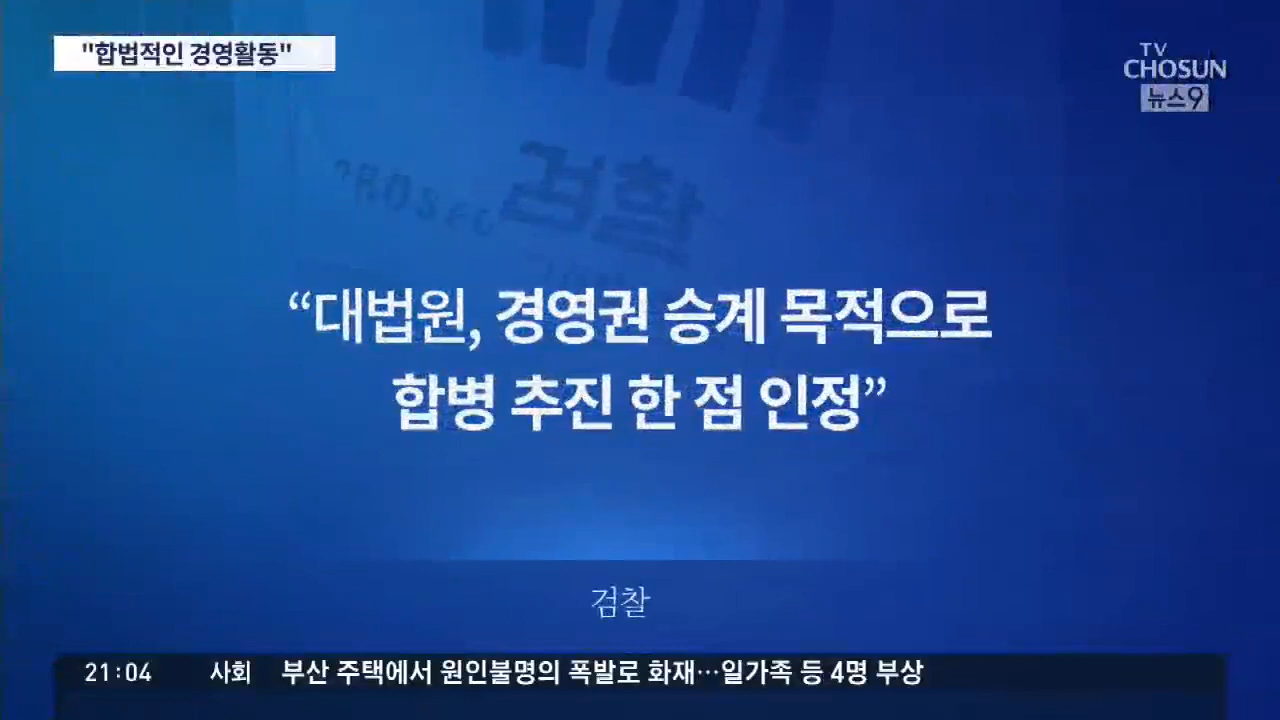 "합법적인 경영활동"
TV
CHOSUN
뉴스9
검찰
“대법원, 경영권 승계 목적으로
합병 추진 한 점 인정”
검찰
21:04 사회 부산 주택에서 원인불명의 폭발로 화재…일가족 등 4명 부상